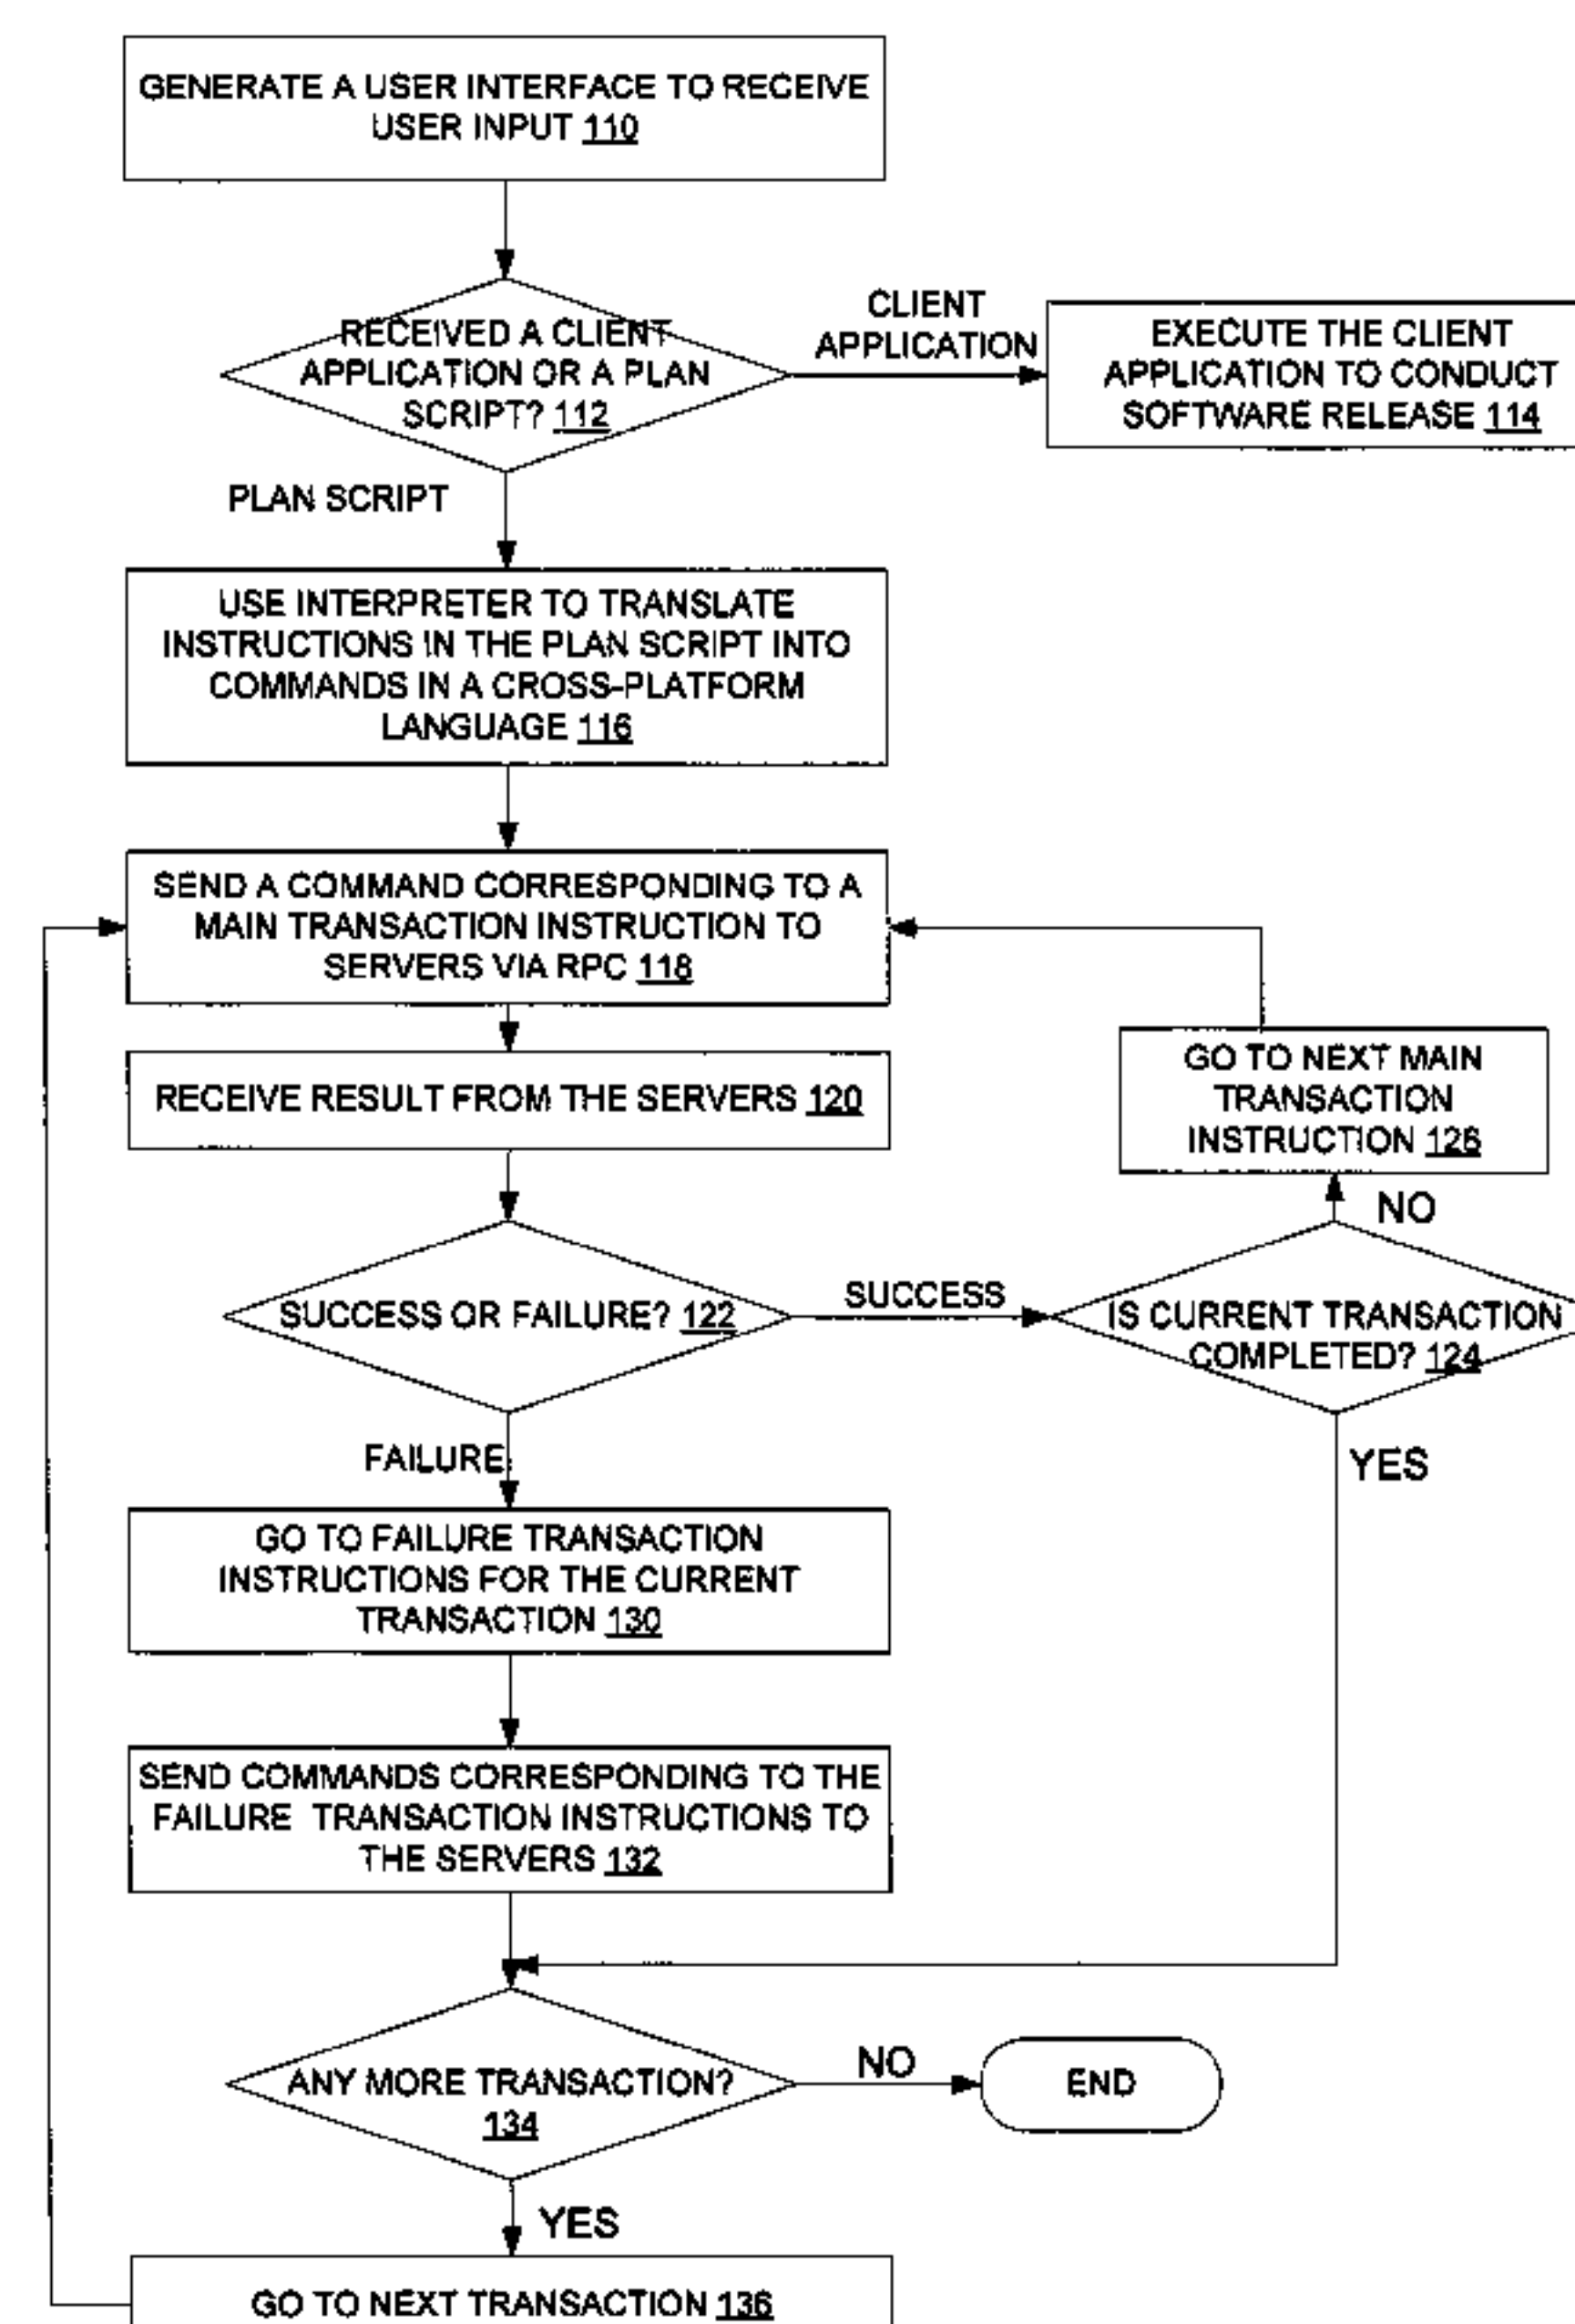 GENERATE A USER INTERFACE TO RECEIVE
USER INPUT 110
RECEIVED A CLIENT
APPLICATION OR A PLAN
SCRIPT? 112
CLIENT
APPLICATION
EXECUTE THE CLIENT
APPLICATION TO CONDUCT
SOFTWARE RELEASE 114
PLAN SCRIPT
USE INTERPRETER TO TRANSLATE
INSTRUCTIONS IN THE PLAN SCRIPT INTO
COMMANDS IN A CROSS-PLATFORM
LANGUAGE 116
SEND A COMMAND CORRESPONDING TO A
MAIN TRANSACTION INSTRUCTION TO
SERVERS VIA RPC 118
RECEIVE RESULT FROM THE SERVERS 120
GO TO NEXT MAIN
TRANSACTION
INSTRUCTION 126
NO
SUCCESS OR FAILURE? 122
SUCCESS
IS CURRENT TRANSACTION
COMPLETED? 124
FAILURE
YES
GO TO FAILURE TRANSACTION
INSTRUCTIONS FOR THE CURRENT
TRANSACTION 130
SEND COMMANDS CORRESPONDING TO THE
FAILURE TRANSACTION INSTRUCTIONS TO
THE SERVERS 132
ANY MORE TRANSACTION?
134
NO
END
YES
GO TO NEXT TRANSACTION 136